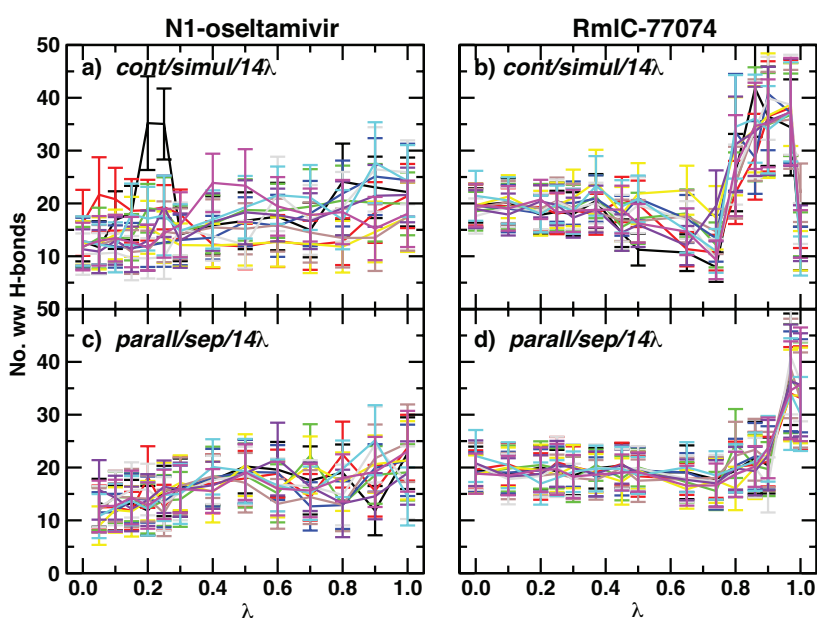 N1-oseltamivir RmlC-77074
50 a) cont/simul/14λ b) cont/simul/14λ
40
30
20
10
No. ww H-bonds
50 c) parall/sep/14λ d) parall/sep/14λ
40
30
20
10
0
0.0 0.2 0.4 0.6 0.8 1.0 0.0 0.2 0.4 0.6 0.8 1.0
λ λ